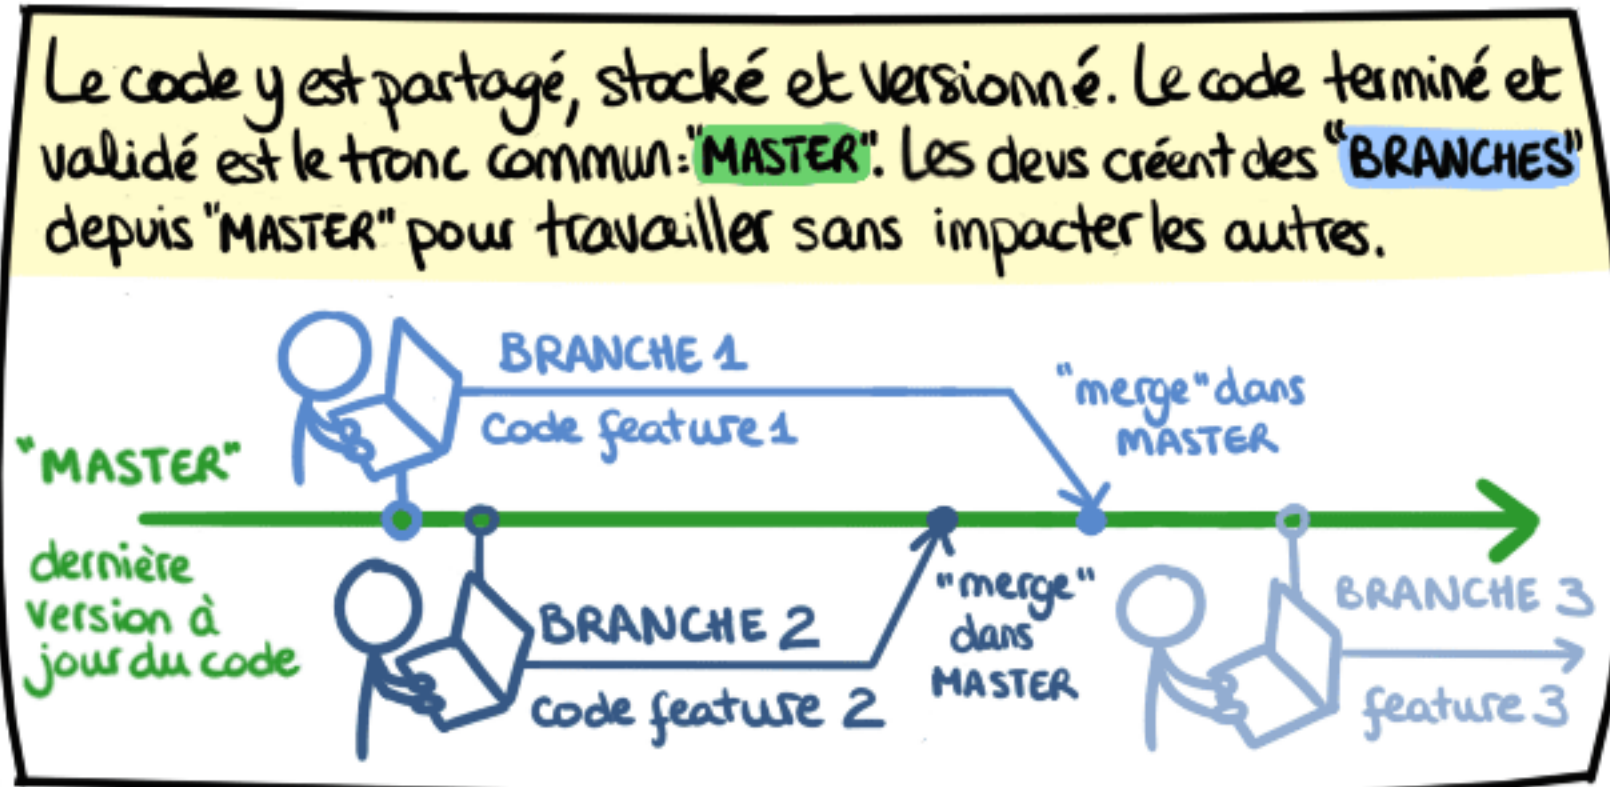 Le code y est partagé, stocké et versionné. Le code terminé et
validé est le tronc commun: "MASTER". Les devs créent des "BRANCHES"
depuis "MASTER" pour travailler sans impacter les autres.
BRANCHE 1
code feature 1
"merge" dans
MASTER
"MASTER"
dernière
version à
jour du code
BRANCHE 2
code feature 2
"merge"
dans
MASTER
BRANCHE 3
feature 3